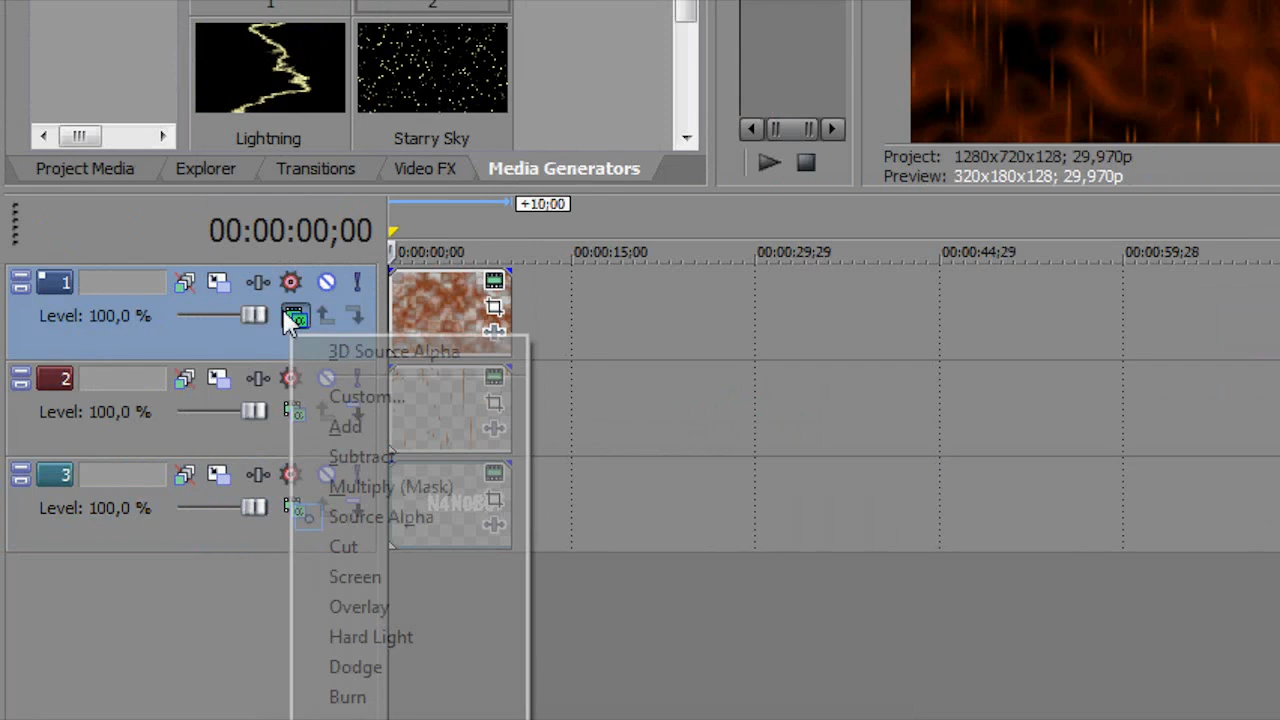 1
2
Lightning
Starry Sky
Project Media
Explorer
Transitions
Video FX
Media Generators
Project: 1280x720x128; 29,970p
Preview: 320x180x128; 29,970p
00:00:00;00
+10;00
0:00:00;00
00:00:15;00
00:00:29;29
00:00:44;29
00:00:59;28
1
Level: 100,0 %
2
Level: 100,0 %
3
Level: 100,0 %
3D Source Alpha
Custom...
Add
Subtract
Multiply (Mask)
Source Alpha
Cut
Screen
Overlay
Hard Light
Dodge
Burn